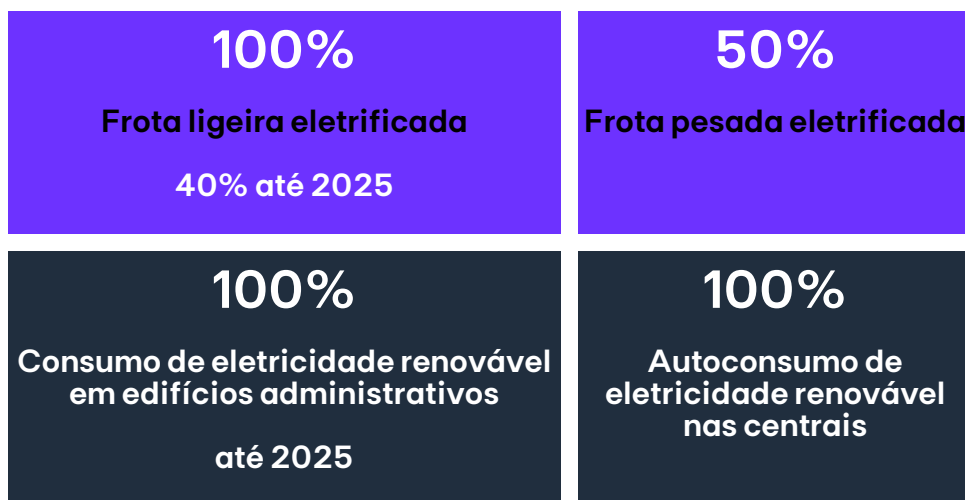 100%
Frota ligeira eletrificada
40% até 2025
50%
Frota pesada eletrificada
100%
Consumo de eletricidade renovável
em edifícios administrativos
até 2025
100%
Autoconsumo de
eletricidade renovável
nas centrais